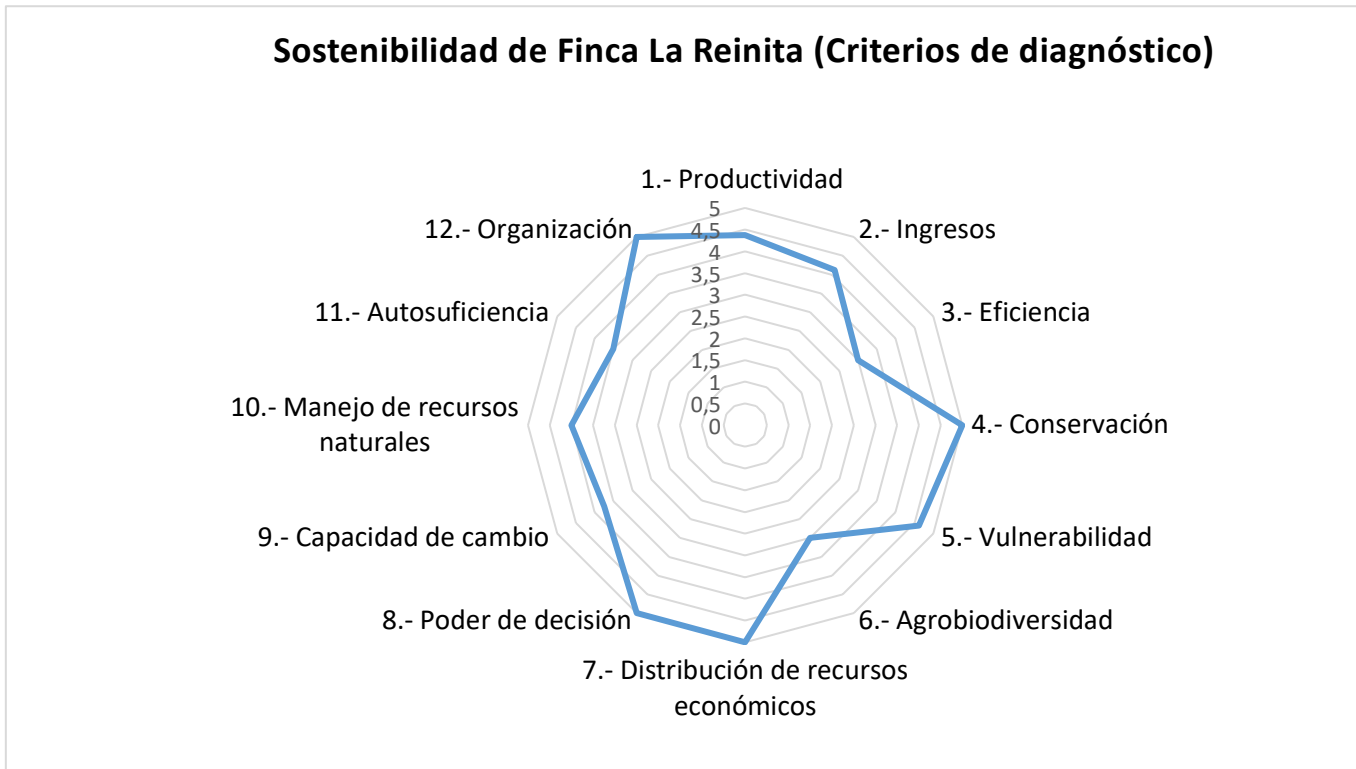 Sostenibilidad de Finca La Reinita (Criterios de diagnóstico)
1.- Productividad
2.- Ingresos
3.- Eficiencia
4.- Conservación
5.- Vulnerabilidad
6.- Agrobiodiversidad
7.- Distribución de recursos
económicos
8.- Poder de decisión
9.- Capacidad de cambio
10.- Manejo de recursos
naturales
11.- Autosuficiencia
12.- Organización
5
4,5
4
3,5
3
2,5
2
1,5
1
0,5
0